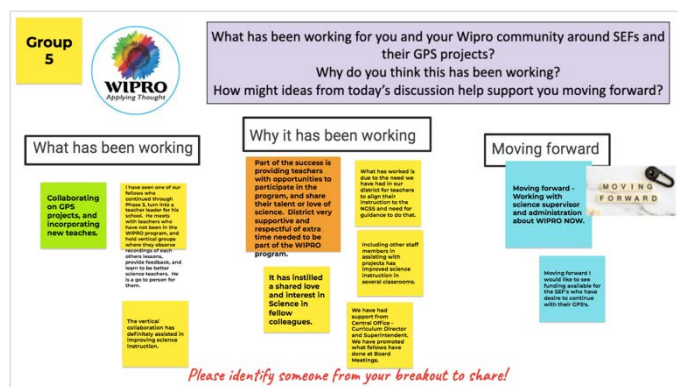 Group
5
WIPRO
Applying Thought
What has been working for you and your Wipro community around SEFs and
their GPS projects?
Why do you think this has been working?
How might ideas from today's discussion help support you moving forward?
What has been working
Why it has been working
Moving forward
Collaborating
on GPS
projects, and
incorporating
new teaches.
I have seen one of our
fellows who
continued through
Phase 3, turn into a
teacher leader for his
school. He meets
with teachers who
have not been in the
WIPRO program, and
hold vertical groups
where they observe
recordings of each
others lessons,
provide feedback, and
learn to be better
science teachers. He
is a go to person for
them.
The vertical
collaboration has
definitely assisted in
improving science
instruction.
Part of the success is
providing teachers
with opportunities to
participate in the
program, and share
their talent or love of
science. District very
supportive and
respectful of extra
time needed to be
part of the WIPRO
program.
It has instilled
a shared love
and interest in
Science in
fellow
colleagues.
What has worked is
due to the need we
have had in our
district for teachers
to align their
instruction to the
NGSS and need for
guidance to do that.
Including other staff
members in
assisting with
projects has
improved science
instruction in
several classrooms.
We have had
support from
Central Office -
Curriculum Director
and Superintendent.
We have promoted
what fellows have
done at Board
Meetings.
Moving forward -
Working with
science supervisor
and administration
about WIPRO NOW.
MOVING
FORWARD
Moving forward I
would like to see
funding available for
the SEF's who have
desire to continue
with their GPS's.
Please identify someone from your breakout to share!